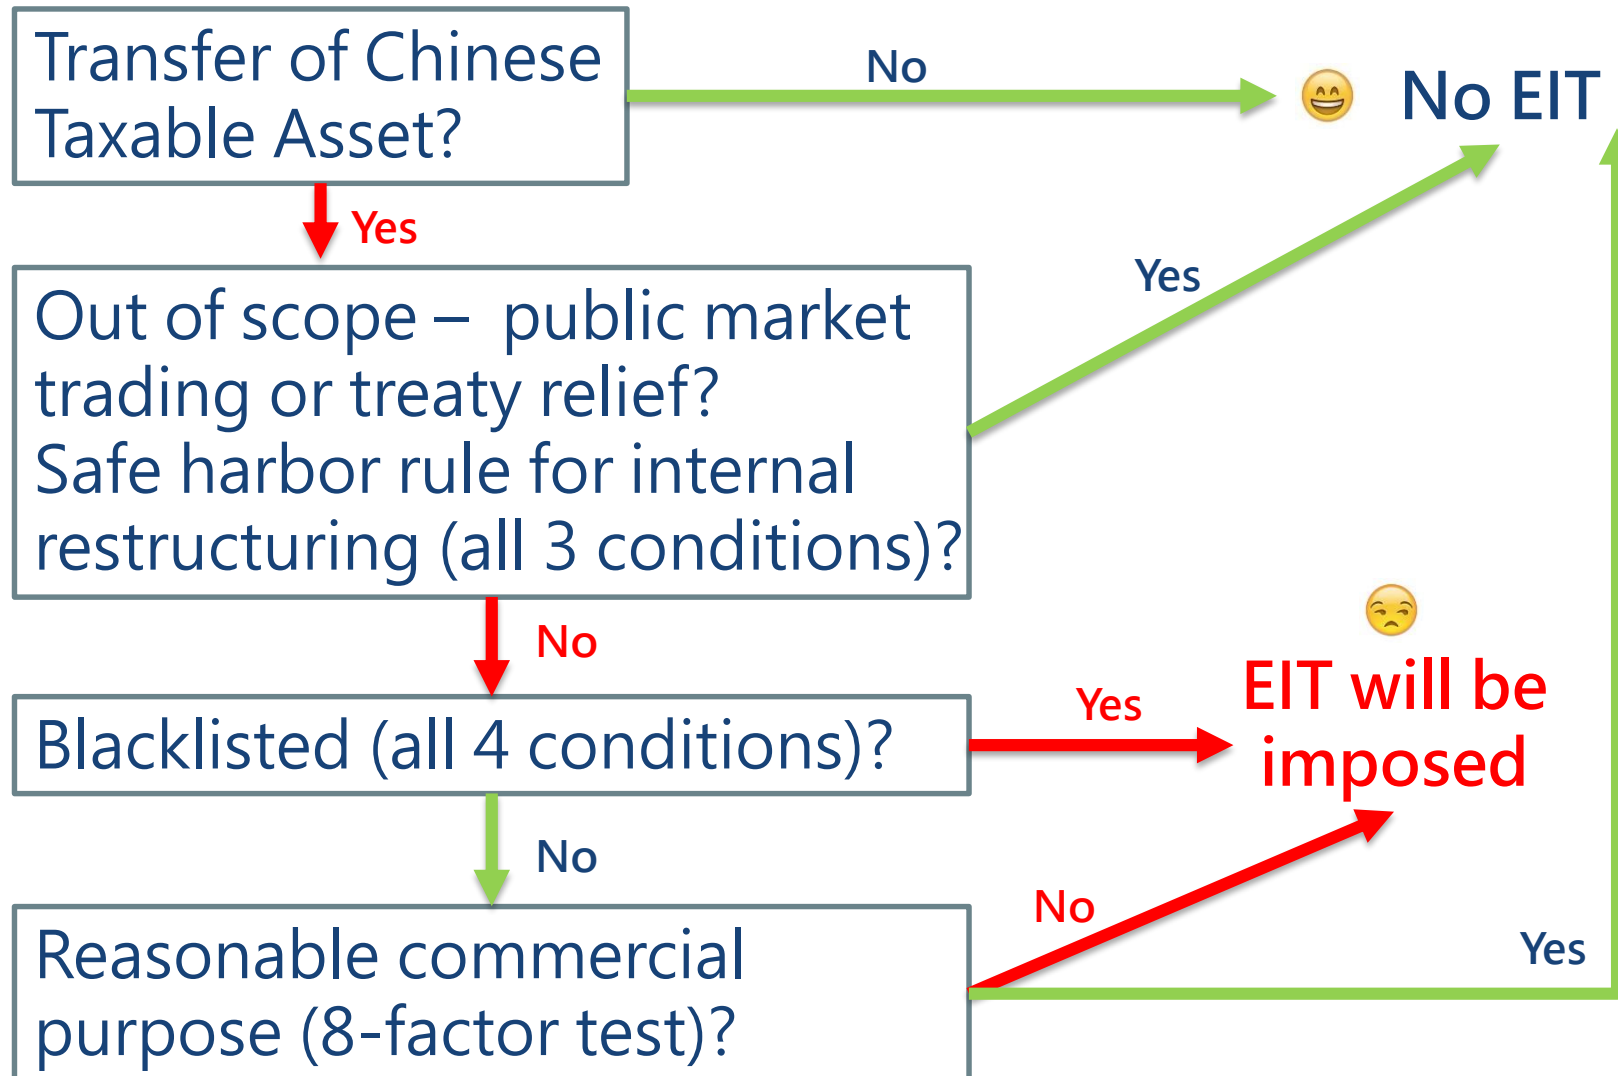 Transfer of Chinese
Taxable Asset?
No
No EIT
Yes
Out of scope – public market
trading or treaty relief?
Safe harbor rule for internal
restructuring (all 3 conditions)?
Yes
No
Blacklisted (all 4 conditions)?
Yes
EIT will be
imposed
No
Reasonable commercial
purpose (8-factor test)?
No
Yes